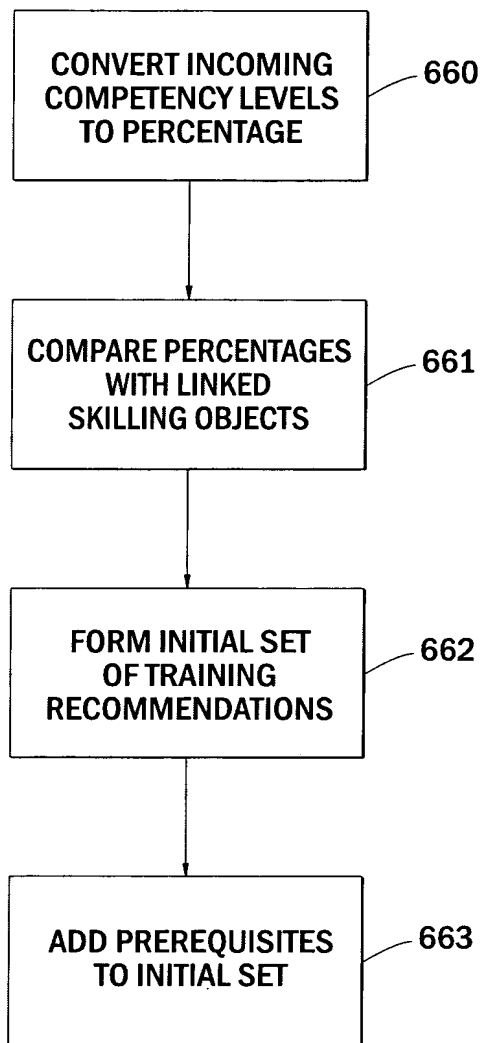 CONVERT INCOMING
COMPETENCY LEVELS
TO PERCENTAGE
660
COMPARE PERCENTAGES
WITH LINKED
SKILLING OBJECTS
661
FORM INITIAL SET
OF TRAINING
RECOMMENDATIONS
662
ADD PREREQUISITES
TO INITIAL SET
663